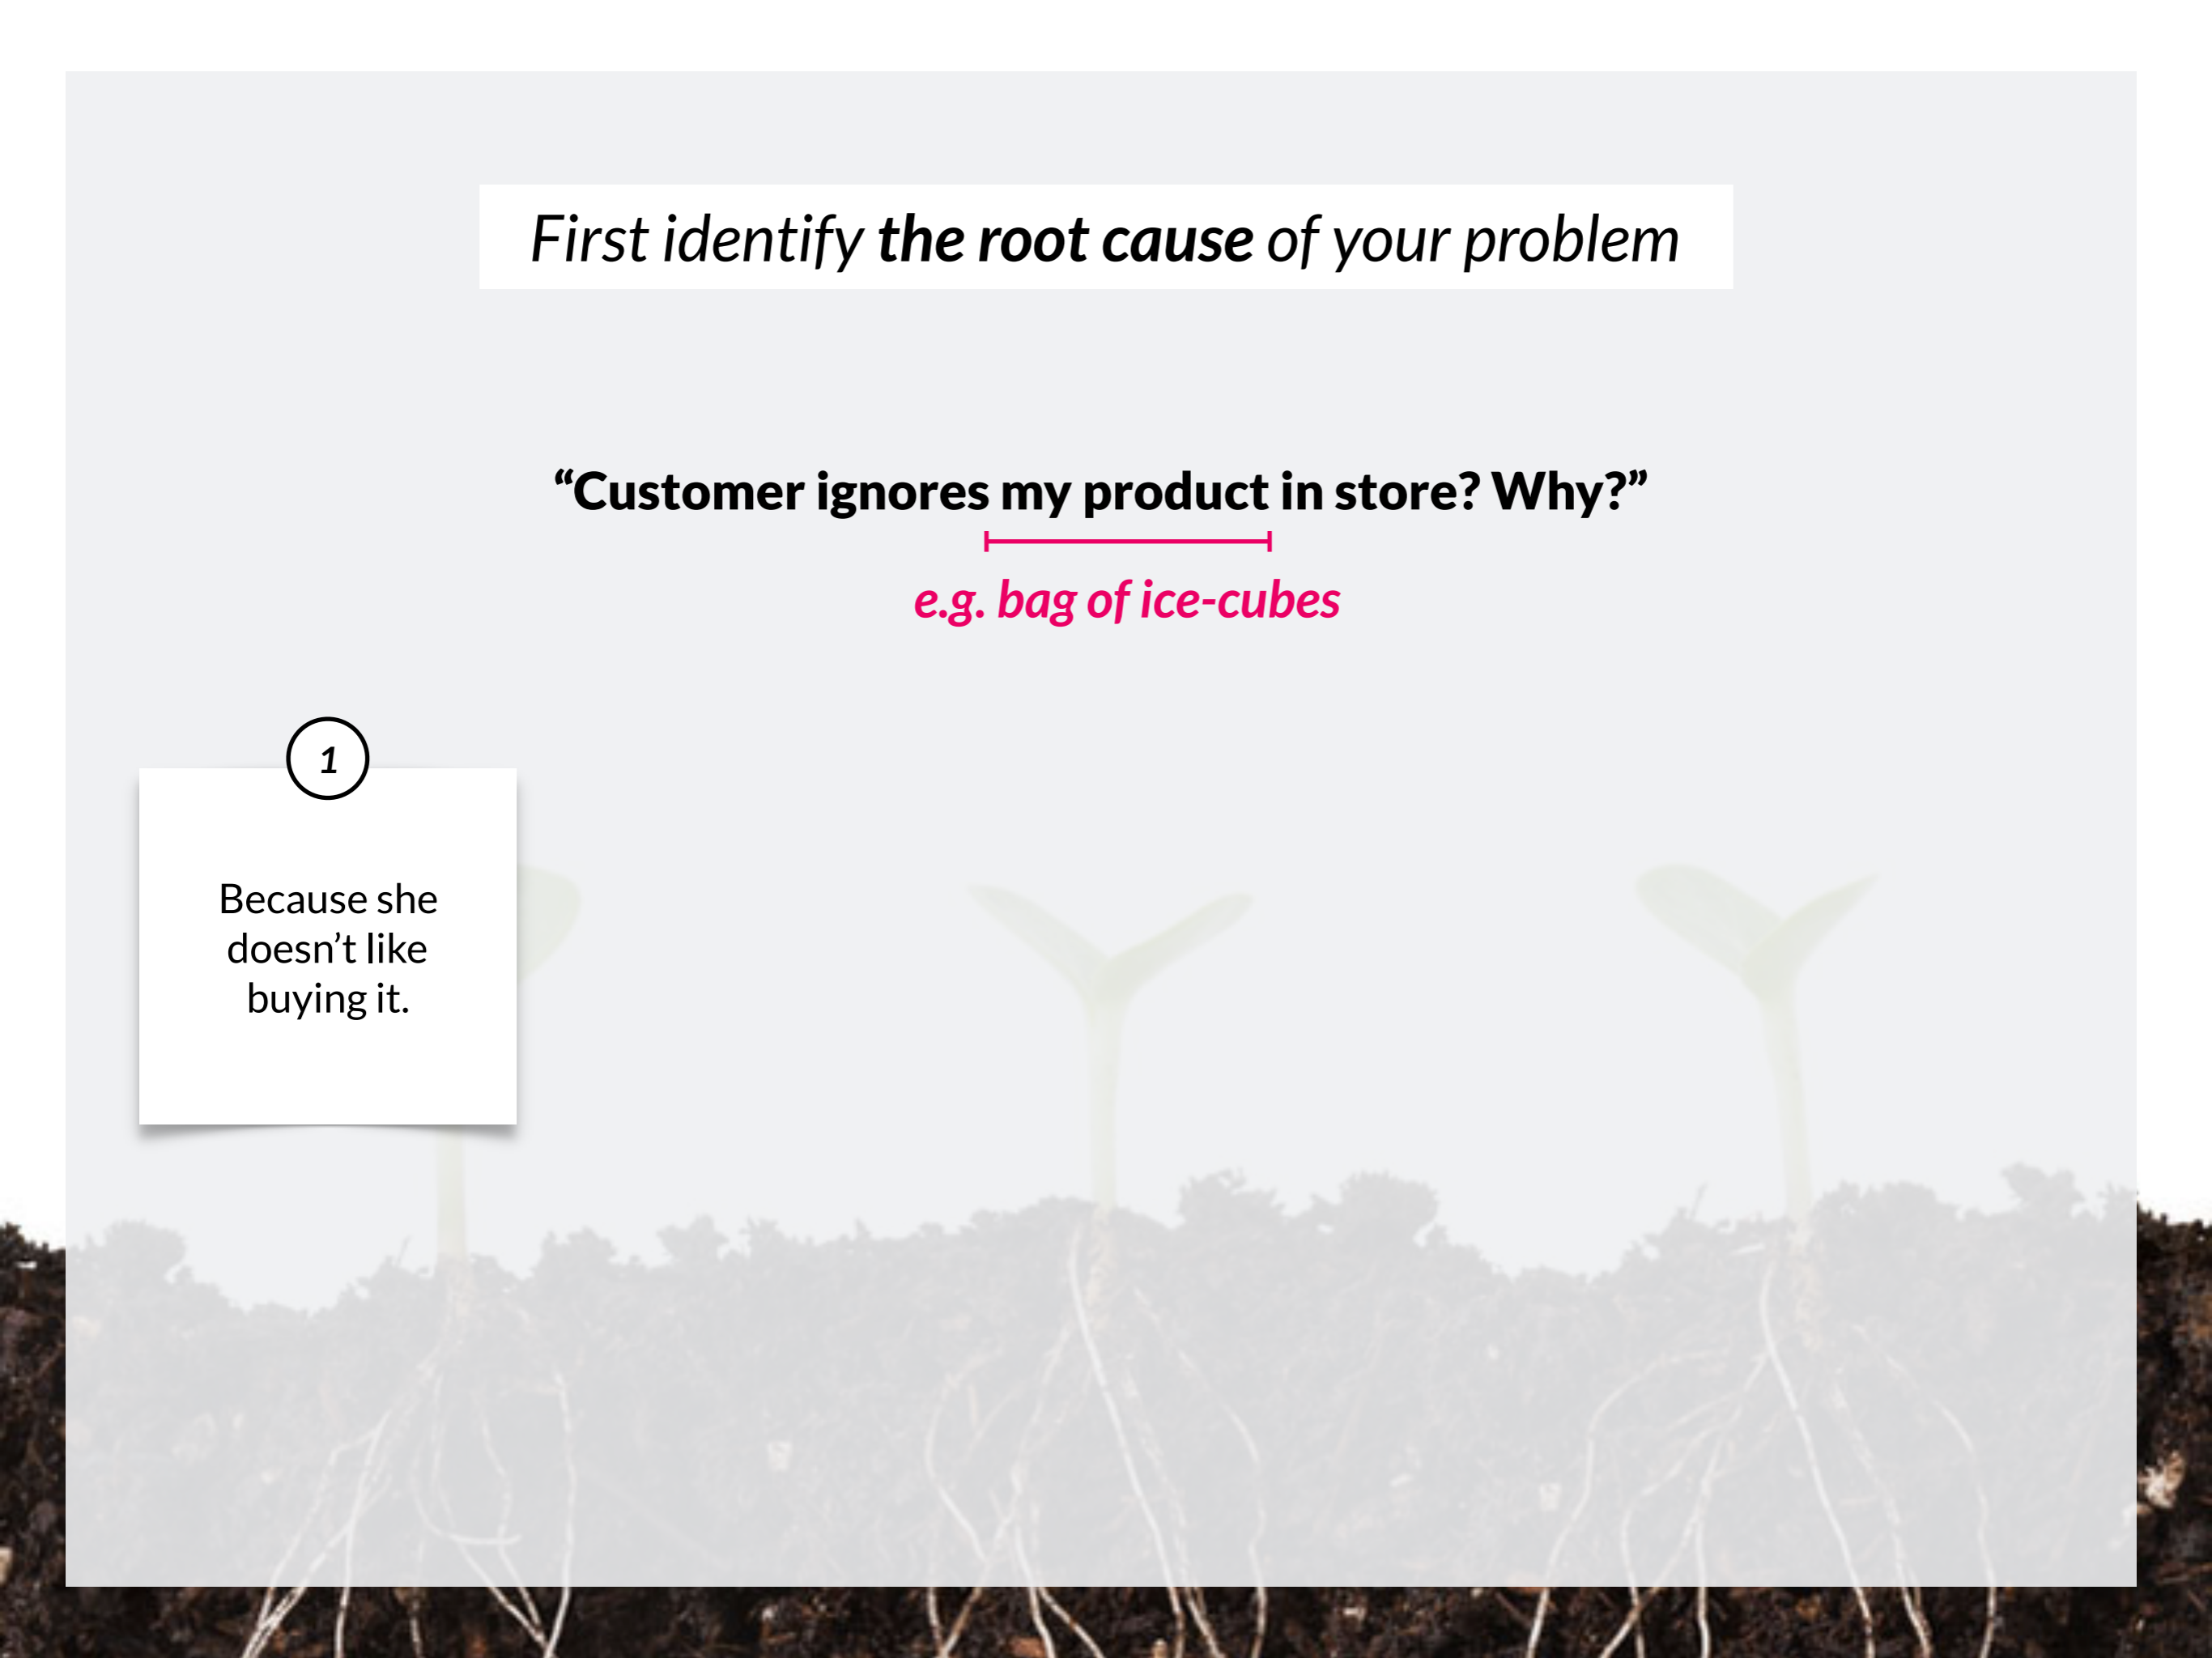 First identify the root cause of your problem
“Customer ignores my product in store? Why?”
e.g. bag of ice-cubes
1
Because she
doesn’t like
buying it.